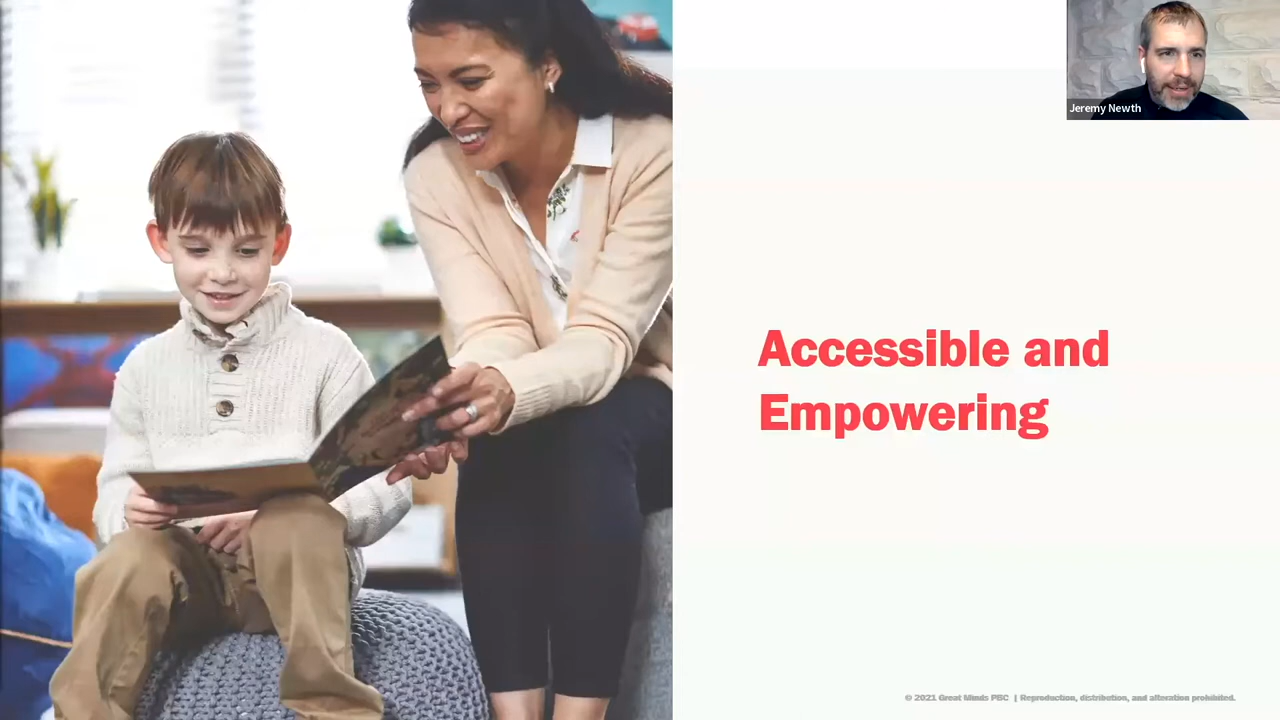 Jeremy Newth
Accessible and
Empowering
© 2021 Great Minds PBC | Reproduction, distribution, and alteration prohibited.